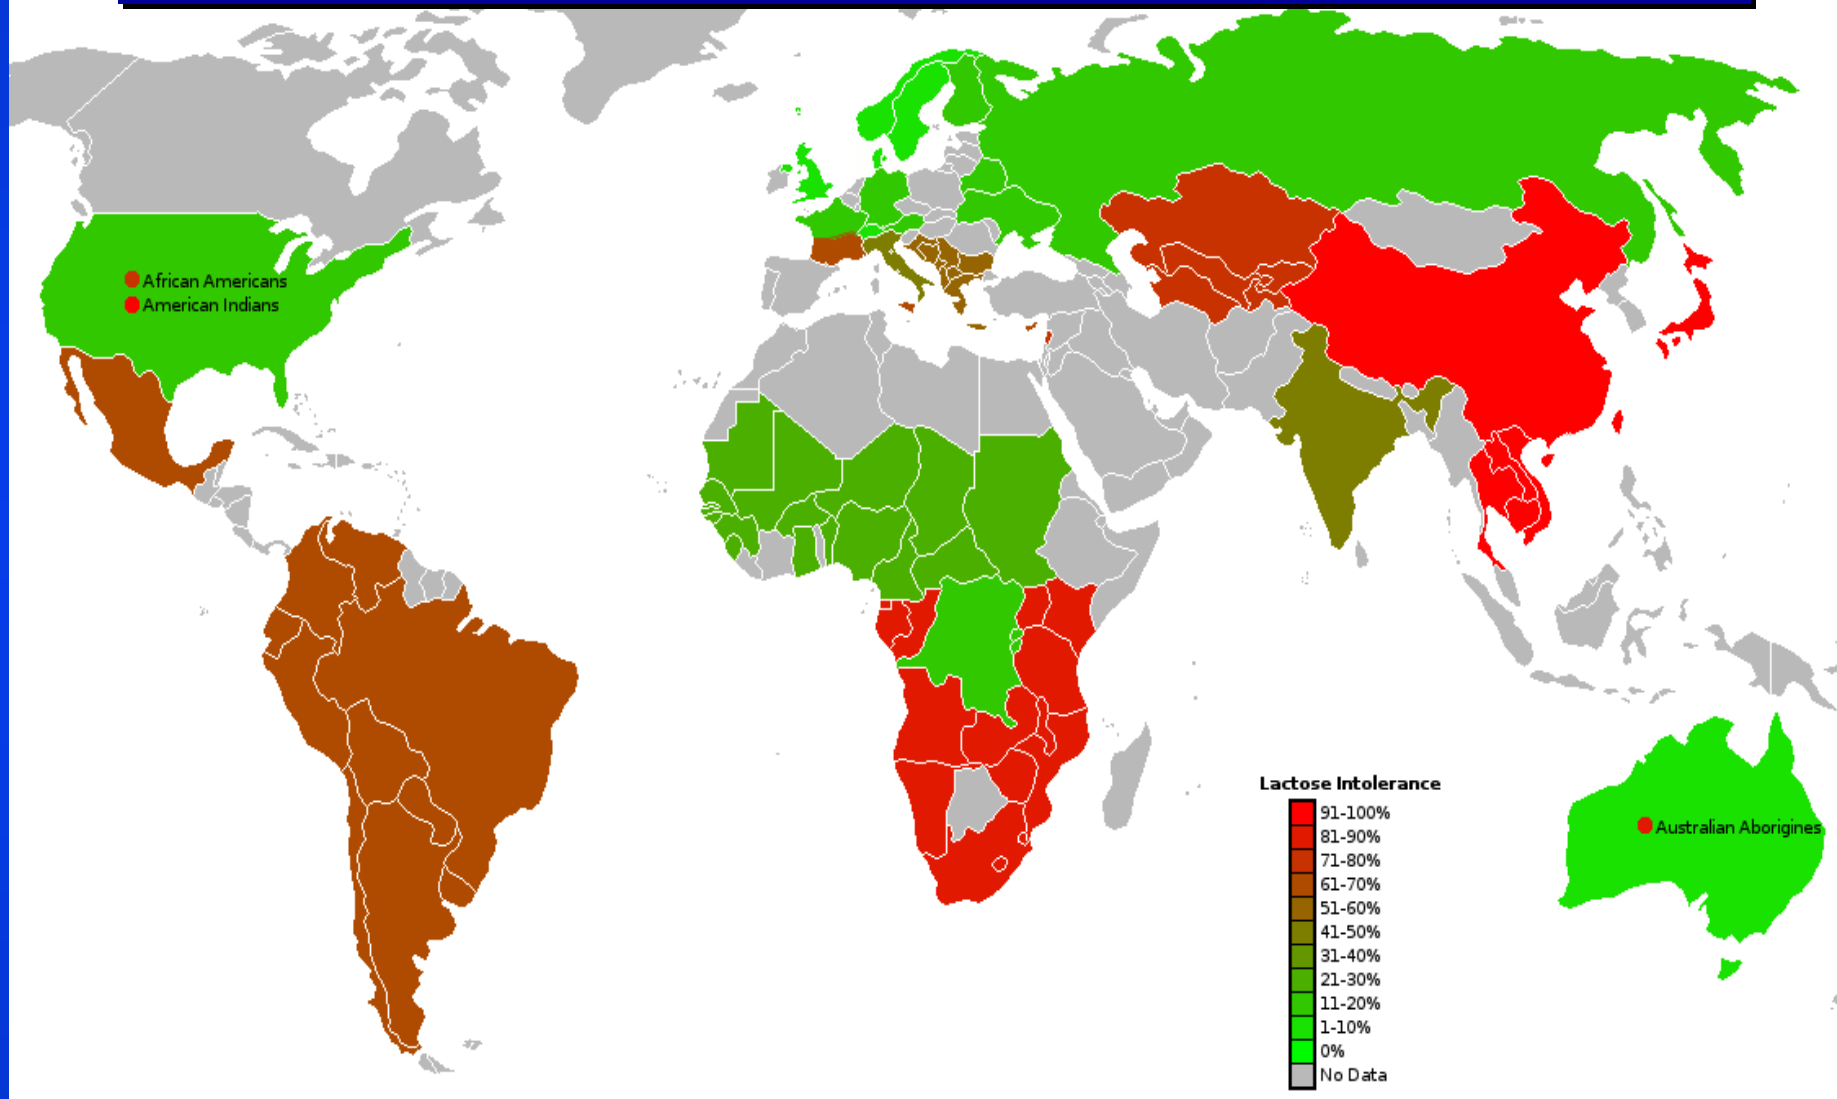 African Americans
American Indians
Lactose Intolerance
91-100%
81-90%
71-80%
61-70%
51-60%
41-50%
31-40%
21-30%
11-20%
1-10%
0%
No Data
Australian Aborigines